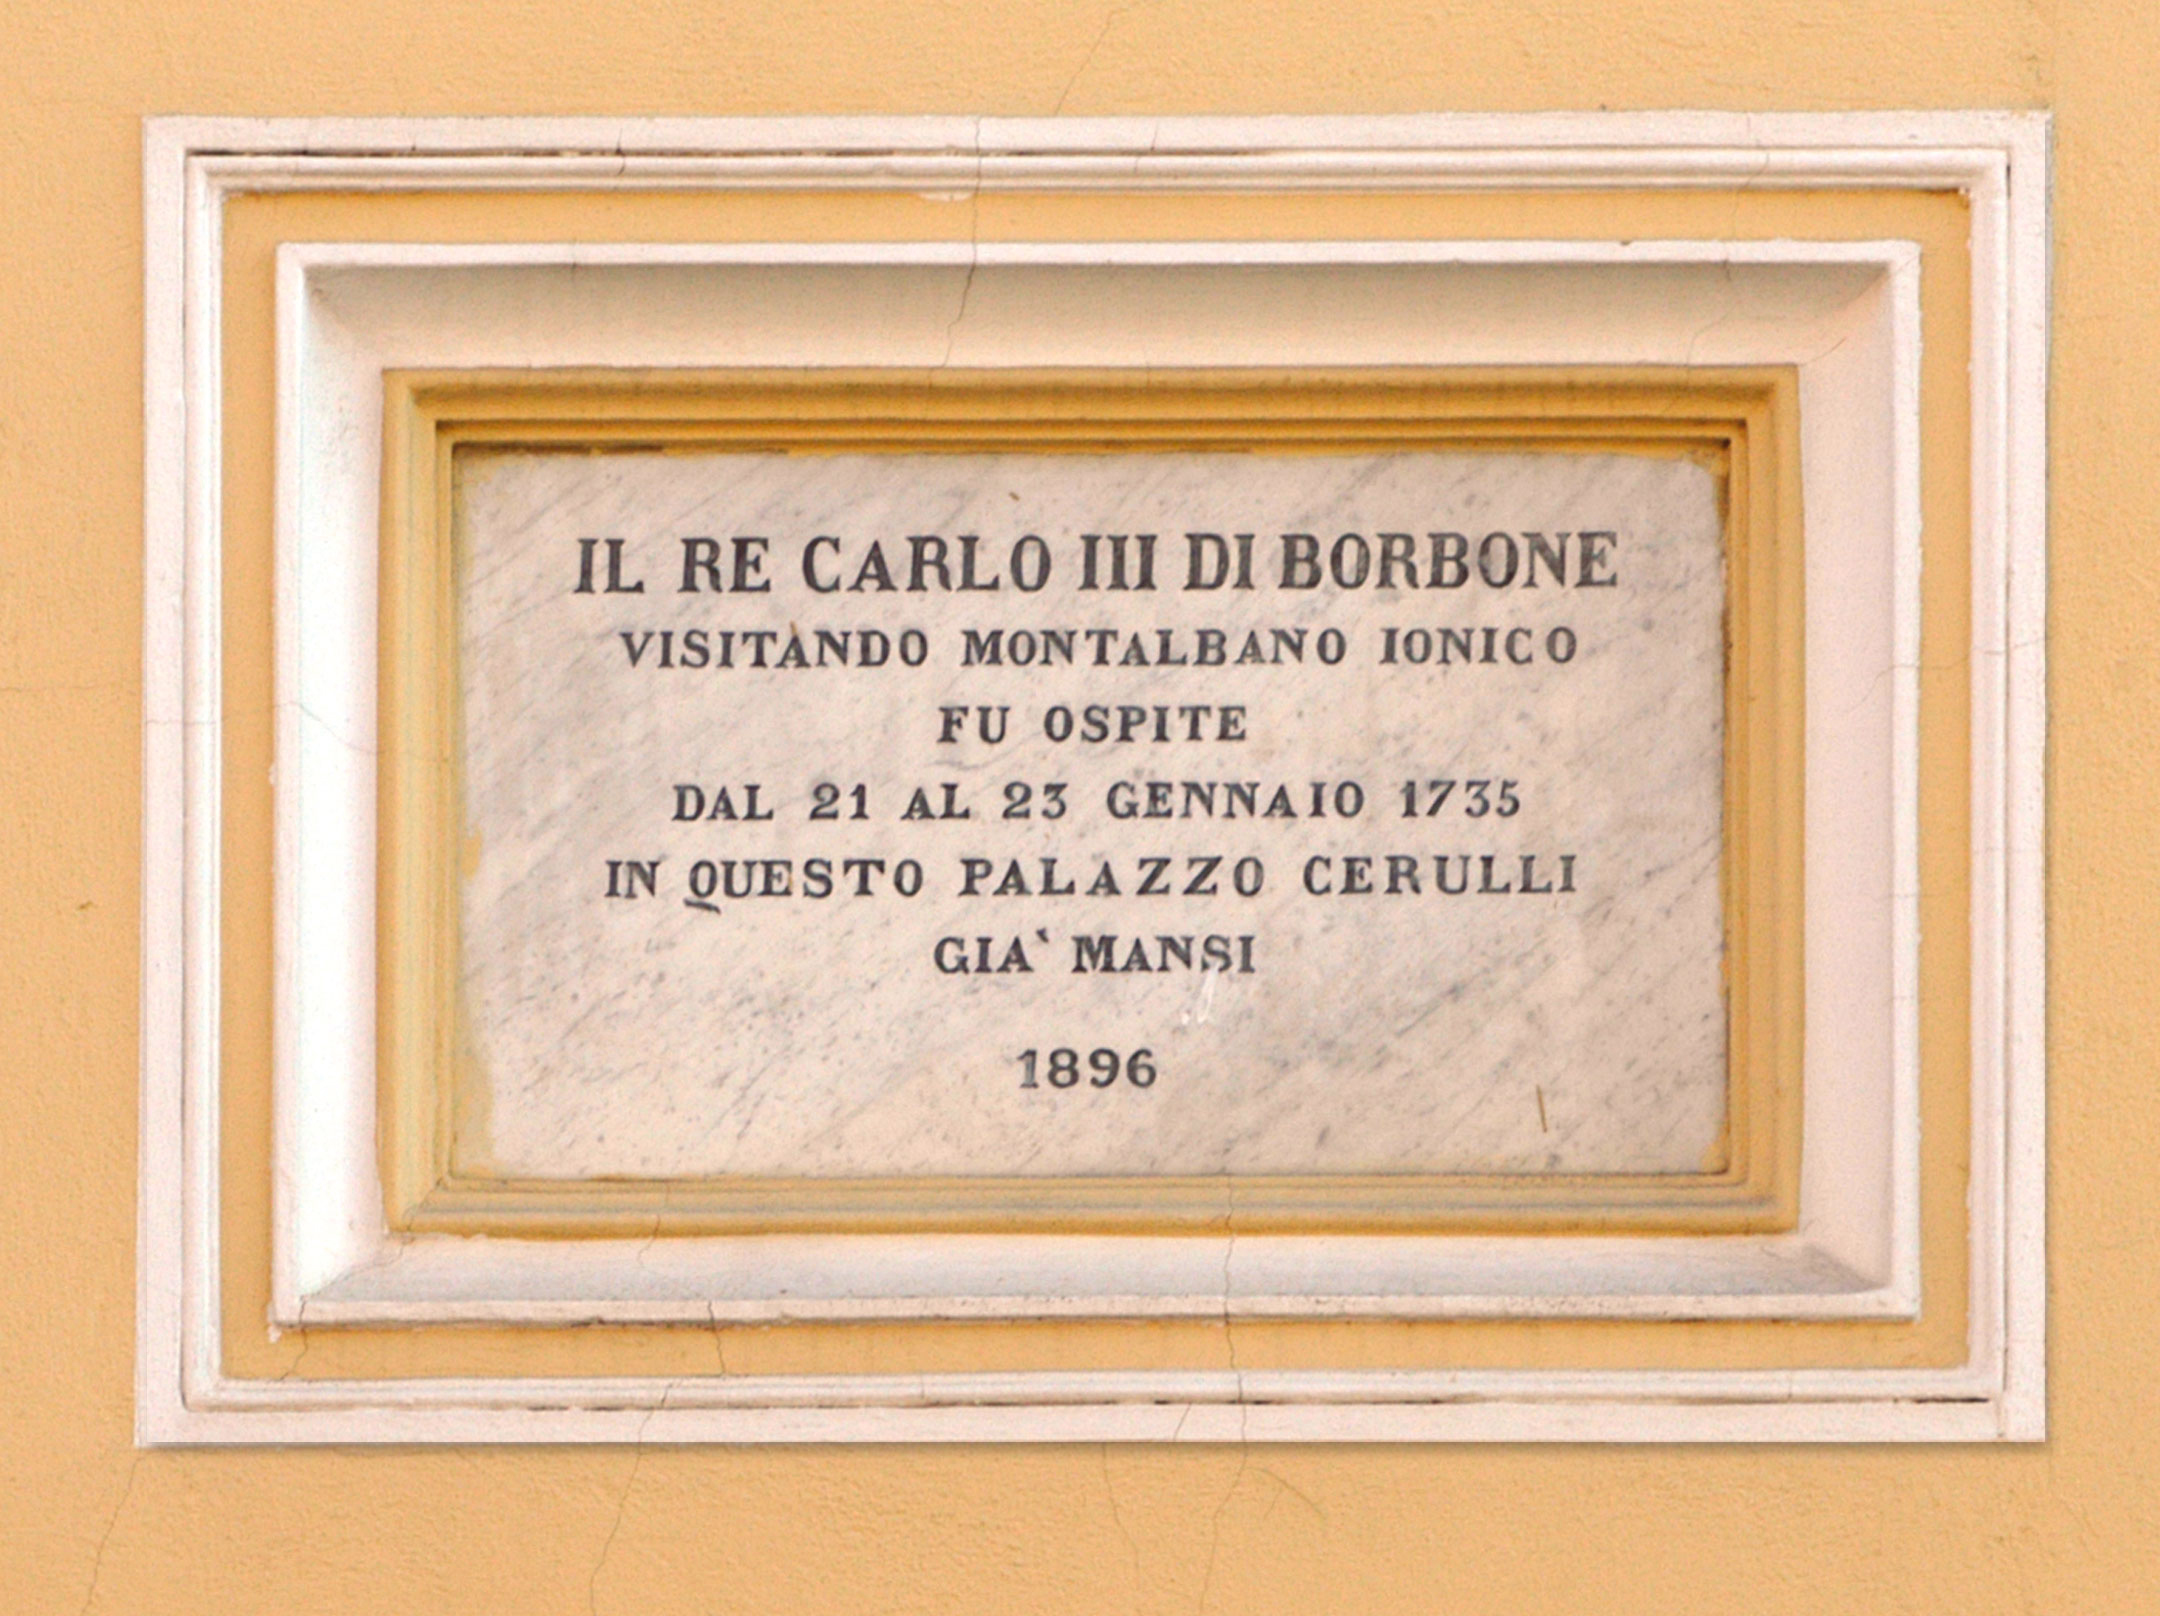 IL RE CARLO III DI BORBONE
VISITANDO MONTALBANO IONICO
FU OSPITE
DAL 21 AL 23 GENNAIO 1735
IN QUESTO PALAZZO CERULLI
GIA` MANSI
1896